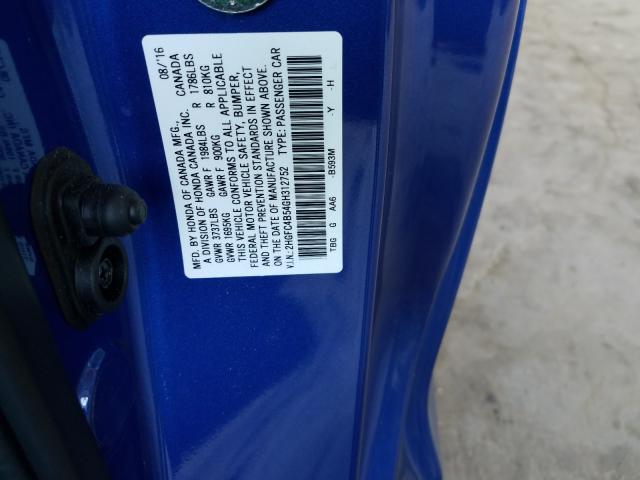 MFD. BY HONDA OF CANADA MFG., 08/'16
A DIVISION OF HONDA CANADA INC. CANADA
GVWR 3737LBS GAWR F 1984LBS R 1786LBS
GVWR 1695KG GAWR F 900KG R 810KG
THIS VEHICLE CONFORMS TO ALL APPLICABLE
FEDERAL MOTOR VEHICLE SAFETY, BUMPER,
AND THEFT PREVENTION STANDARDS IN EFFECT
ON THE DATE OF MANUFACTURE SHOWN ABOVE.
V.I.N.: 2HGFC4B54GH312752 TYPE: PASSENGER CAR
TBG G AA6 -B593M -Y -H